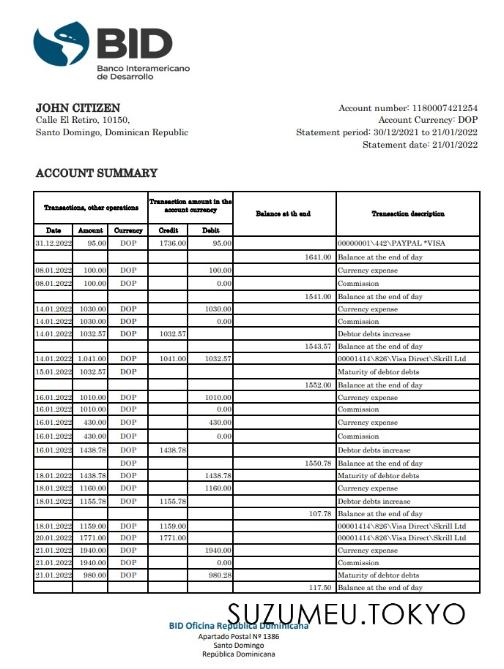 BID
Banco Interamericano
de Desarrollo
JOHN CITIZEN
Calle El Retiro, 10150,
Santo Domingo, Dominican Republic
Account number: 1180007421254
Account Currency: DOP
Statement period: 30/12/2021 to 21/01/2022
Statement date: 21/01/2022
ACCOUNT SUMMARY
Transactions, other operations Transaction amount in the account currency Balance at th end Transaction description
Date Amount Currency Credit Debit
31.12.2022 95.00 DOP 1736.00 95.00 00000001\442\PAYPAL *VISA
1641.00 Balance at the end of day
08.01.2022 100.00 DOP 100.00 Currency expense
08.01.2022 100.00 DOP 0.00 Commission
1541.00 Balance at the end of day
14.01.2022 1030.00 DOP 1030.00 Currency expense
14.01.2022 1030.00 DOP 0.00 Commission
14.01.2022 1032.57 DOP 1032.57 Debtor debts increase
1543.57 Balance at the end of day
14.01.2022 1.041.00 DOP 1041.00 1032.57 00001414\826\Visa Direct\Skrill Ltd
15.01.2022 1032.57 DOP Maturity of debtor debts
1552.00 Balance at the end of day
16.01.2022 1010.00 DOP 1010.00 Currency expense
16.01.2022 1010.00 DOP 0.00 Commission
16.01.2022 430.00 DOP 430.00 Currency expense
16.01.2022 430.00 DOP 0.00 Commission
16.01.2022 1438.78 DOP 1438.78 Debtor debts increase
DOP 1550.78 Balance at the end of day
18.01.2022 1438.78 DOP 1438.78 Maturity of debtor debts
18.01.2022 1160.00 DOP 1160.00 Currency expense
18.01.2022 1155.78 DOP 1155.78 Debtor debts increase
107.78 Balance at the end of day
18.01.2022 1159.00 DOP 1159.00 00001414\826\Visa Direct\Skrill Ltd
20.01.2022 1771.00 DOP 1771.00 00001414\826\Visa Direct\Skrill Ltd
21.01.2022 1940.00 DOP 1940.00 Currency expense
21.01.2022 1940.00 DOP 0.00 Commission
21.01.2022 980.00 DOP 980.28 Maturity of debtor debts
117.50 Balance at the end of day
SUZUMEU.TOKYO
BID Oficina República Dominicana
Apartado Postal Nº 1386
Santo Domingo
República Dominicana